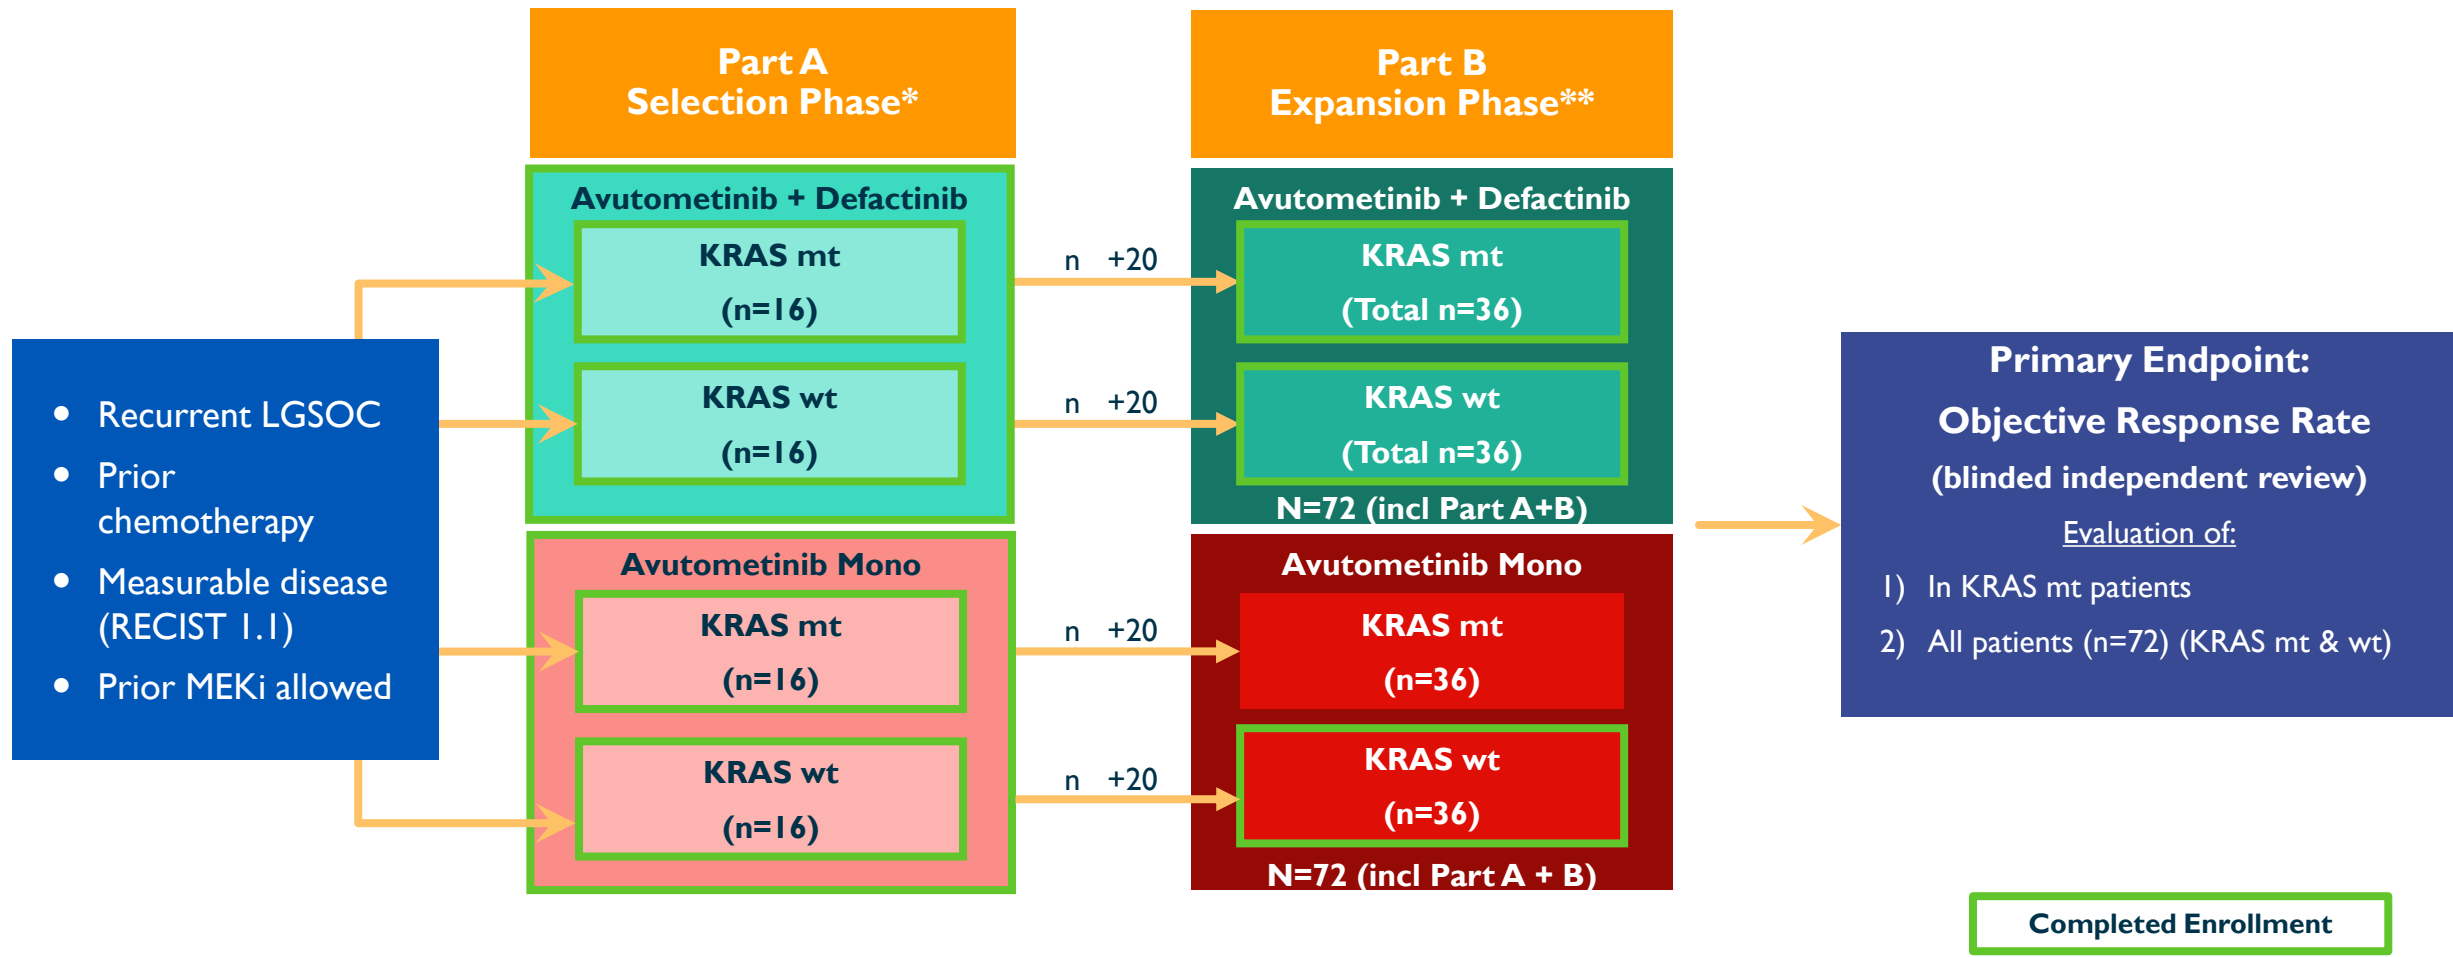 Part A
Selection Phase*
Part B
Expansion Phase**
Avutometinib + Defactinib
KRAS mt
(n=16)
KRAS wt
(n=16)
n +20
n +20
Avutometinib + Defactinib
KRAS mt
(Total n=36)
KRAS wt
(Total n=36)
N=72 (incl Part A+B)
• Recurrent LGSOC
• Prior
chemotherapy
• Measurable disease
(RECIST 1.1)
• Prior MEKi allowed
Avutometinib Mono
KRAS mt
(n=16)
KRAS wt
(n=16)
n +20
n +20
Avutometinib Mono
KRAS mt
(n=36)
KRAS wt
(n=36)
N=72 (incl Part A + B)
Primary Endpoint:
Objective Response Rate
(blinded independent review)
Evaluation of:
1) In KRAS mt patients
2) All patients (n=72) (KRAS mt & wt)
Completed Enrollment